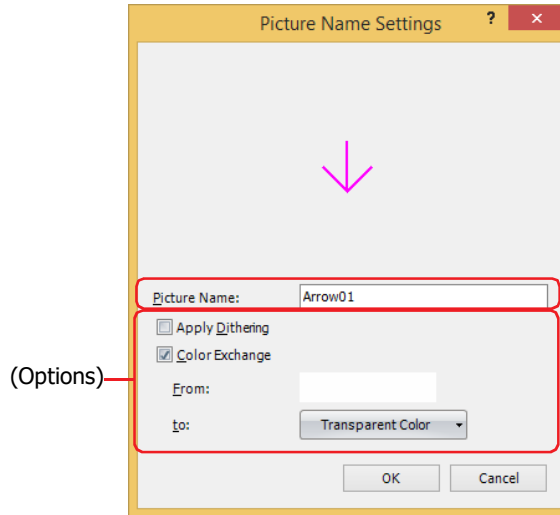 Picture Name Settings ? ×
Picture Name: Arrow01
Apply Dithering
Color Exchange
(Options)
From:
to: Transparent Color
OK Cancel